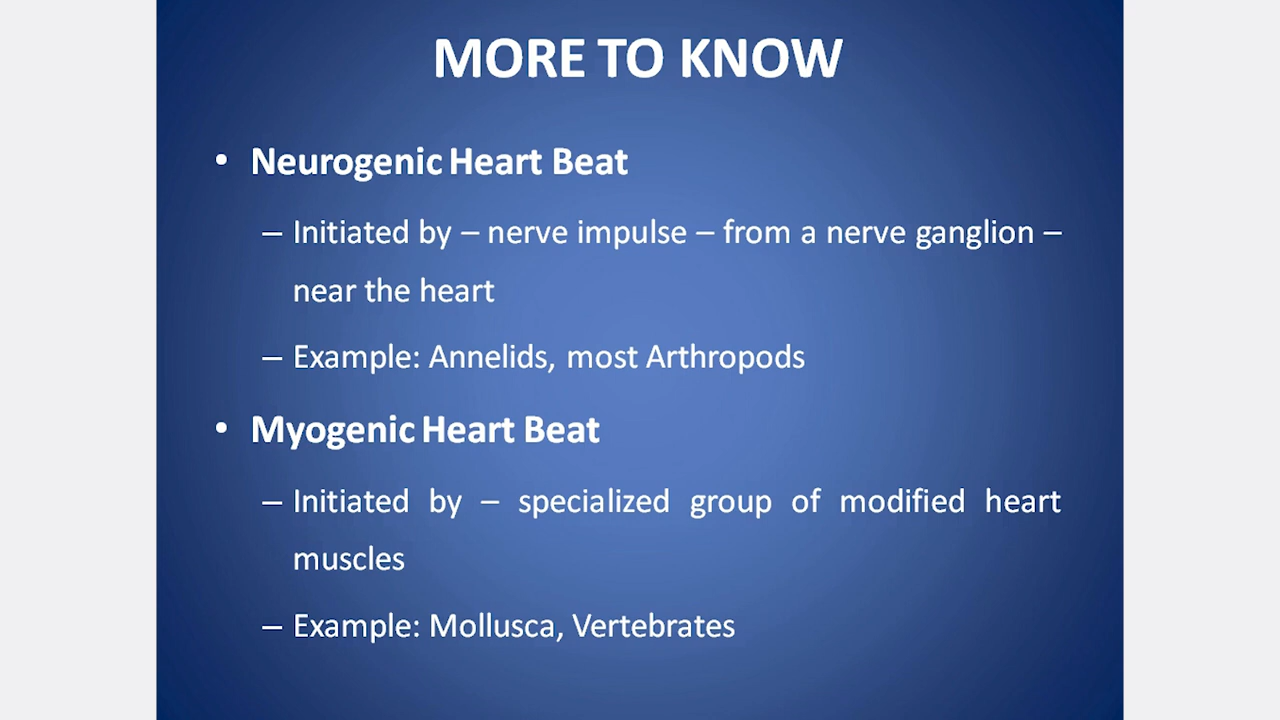 MORE TO KNOW
• Neurogenic Heart Beat
– Initiated by – nerve impulse – from a nerve ganglion –
near the heart
– Example: Annelids, most Arthropods
• Myogenic Heart Beat
– Initiated by – specialized group of modified heart
muscles
– Example: Mollusca, Vertebrates